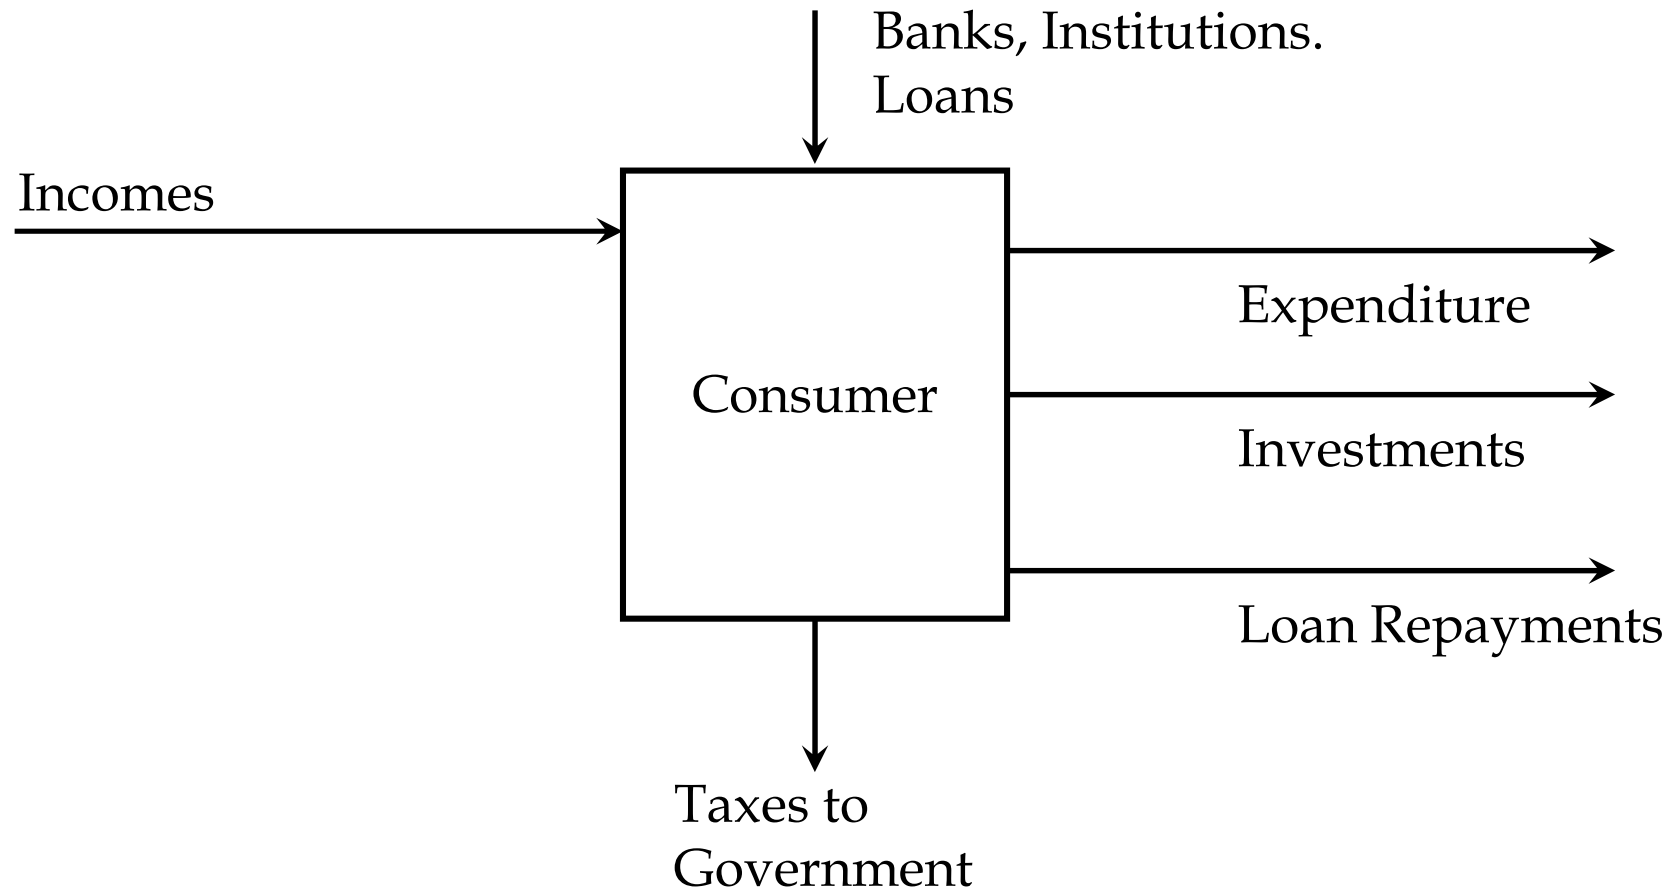 Banks, Institutions.
Loans
Incomes
Expenditure
Consumer
Investments
Loan Repayments
Taxes to
Government